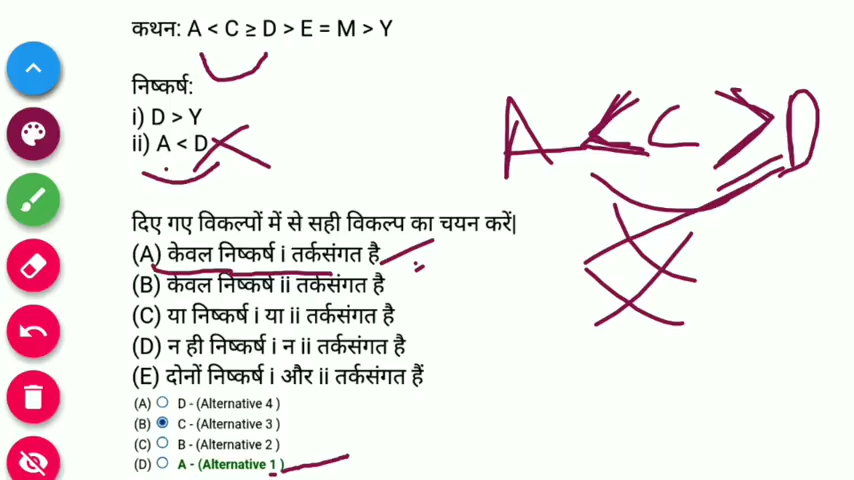 कथन: A < C ≥ D > E = M > Y
निष्कर्ष:
i) D > Y
ii) A < D
A < C > D
दिए गए विकल्पों में से सही विकल्प का चयन करें|
(A) केवल निष्कर्ष i तर्कसंगत है
(B) केवल निष्कर्ष ii तर्कसंगत है
(C) या निष्कर्ष i या ii तर्कसंगत है
(D) न ही निष्कर्ष i न ii तर्कसंगत है
(E) दोनों निष्कर्ष i और ii तर्कसंगत हैं
(A) D - (Alternative 4 )
(B) C - (Alternative 3 )
(C) B - (Alternative 2 )
(D) A - (Alternative 1 )